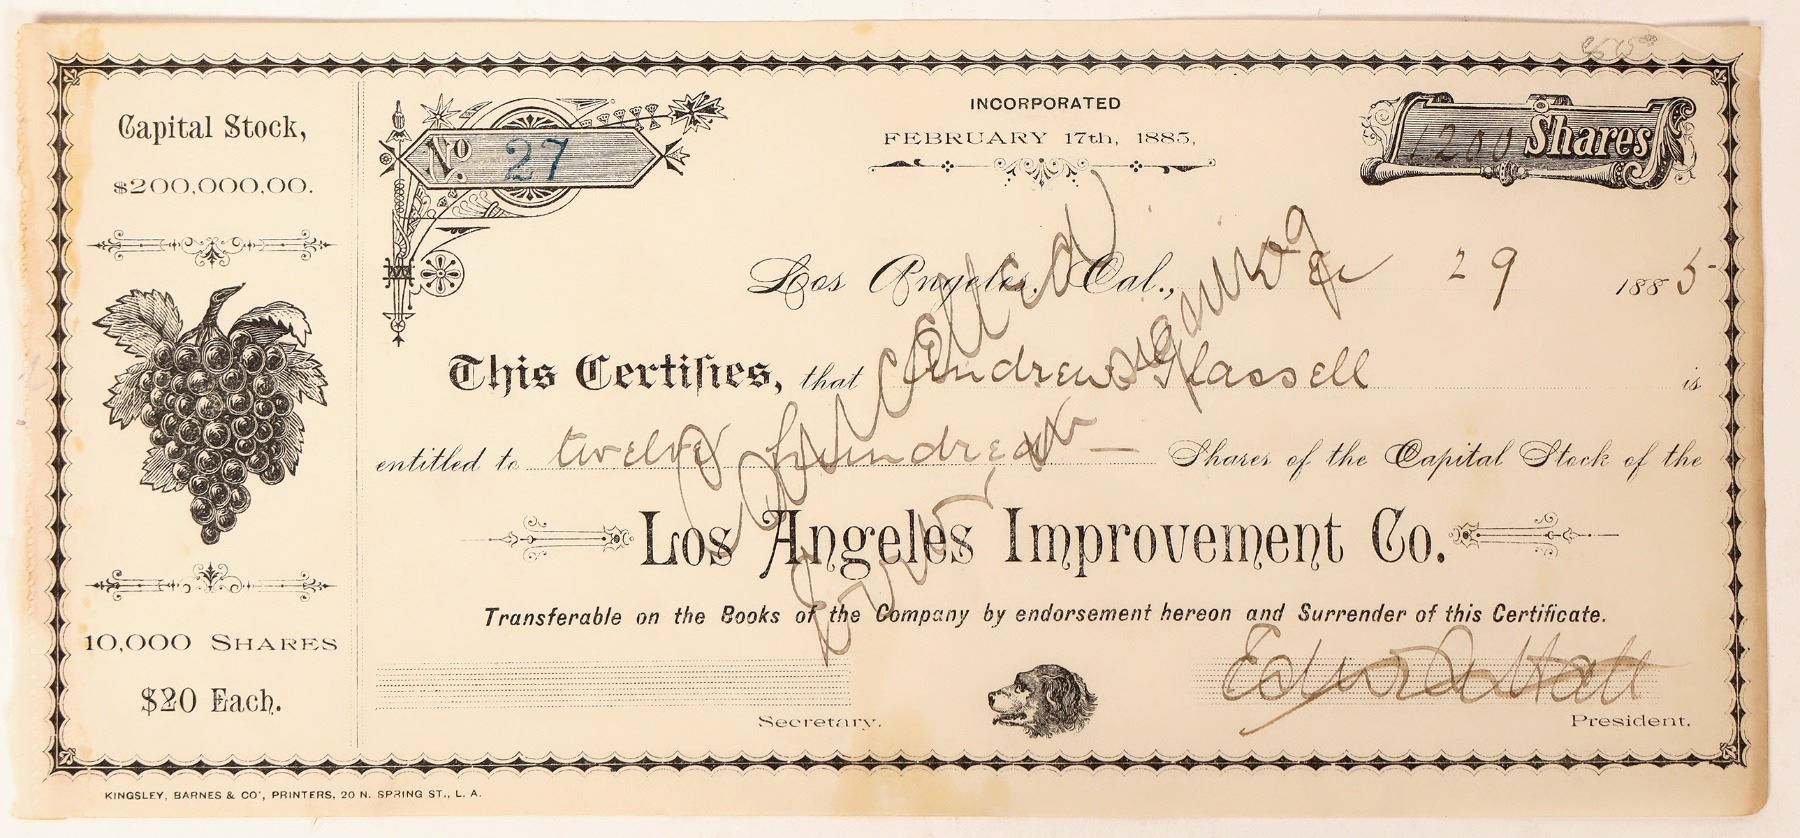 Capital Stock,
$200,000,00.
10,000 SHARES
$20 Each.
No 27
INCORPORATED
FEBRUARY 17th, 1885,
1200 Shares
Los Angeles, Cal., 29 1885
This Certifies, that Andrew Glassell is
entitled to twelve hundred — Shares of the Capital Stock of the
Los Angeles Improvement Co.
Transferable on the Books of the Company by endorsement hereon and Surrender of this Certificate.
Cancelled
Secretary.
President.
KINGSLEY, BARNES & CO', PRINTERS, 20 N. SPRING ST., L. A.